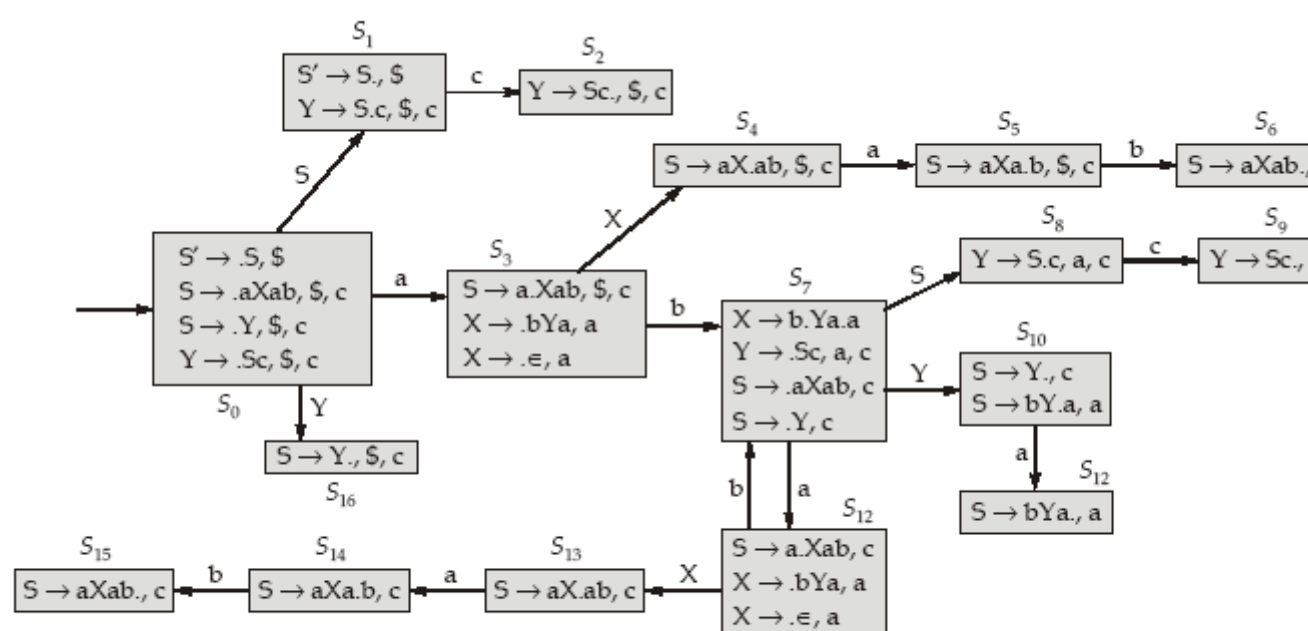 S₁
S′ → S., $
Y → S.c, $, c
c
S₂
Y → Sc., $, c
S
S₄
S → aX.ab, $, c
a
S₅
S → aXa.b, $, c
b
S₆
S → aXab.,
X
S′ → .S, $
S → .aXab, $, c
S → .Y, $, c
Y → .Sc, $, c
S₀
a
S₃
S → a.Xab, $, c
X → .bYa, a
X → .∈, a
b
S₇
X → b.Ya.a
Y → .Sc, a, c
S → .aXab, c
S → .Y, c
S
S₈
Y → S.c, a, c
c
S₉
Y → Sc.,
Y
S₁₀
S → Y., c
S → bY.a, a
a
S₁₂
S → bYa., a
Y
S → Y., $, c
S₁₆
b
a
S₁₂
S → a.Xab, c
X → .bYa, a
X → .∈, a
X
S₁₃
S → aX.ab, c
a
S₁₄
S → aXa.b, c
b
S₁₅
S → aXab., c